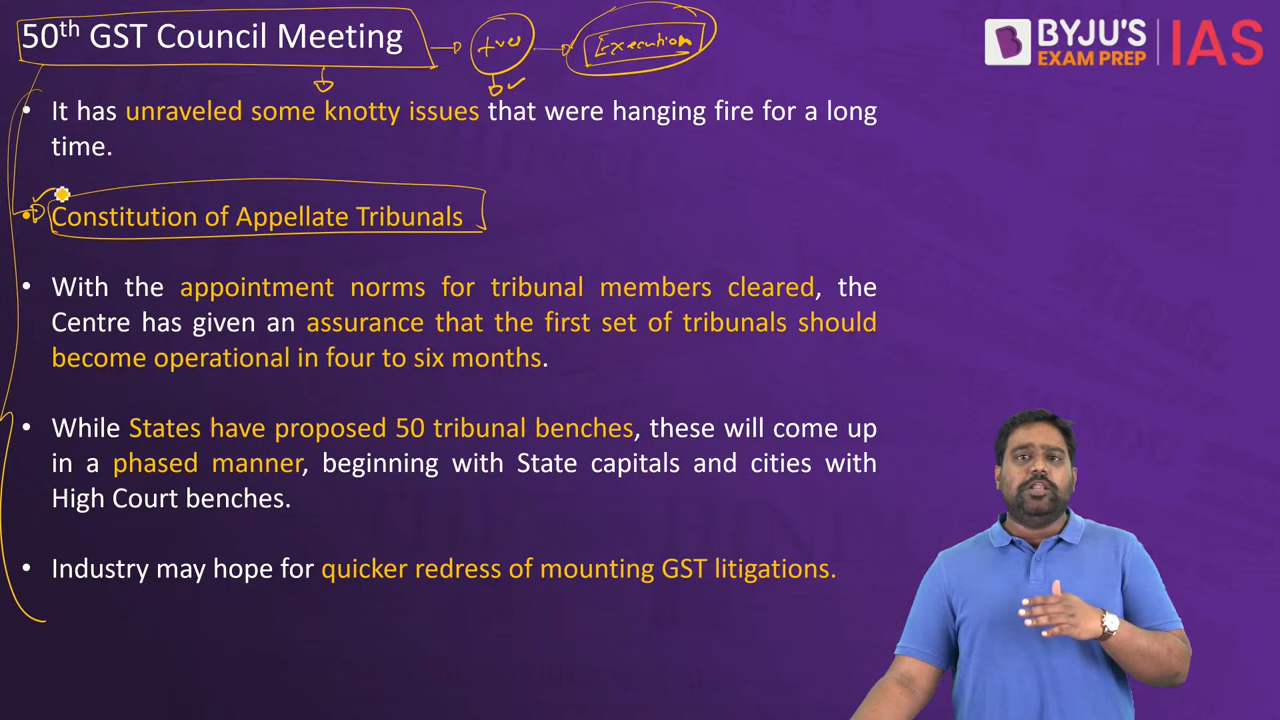 50th GST Council Meeting
+ves
Execution
BYJU'S
EXAM PREP
IAS
• It has unraveled some knotty issues that were hanging fire for a long
time.
• Constitution of Appellate Tribunals
• With the appointment norms for tribunal members cleared, the
Centre has given an assurance that the first set of tribunals should
become operational in four to six months.
• While States have proposed 50 tribunal benches, these will come up
in a phased manner, beginning with State capitals and cities with
High Court benches.
• Industry may hope for quicker redress of mounting GST litigations.